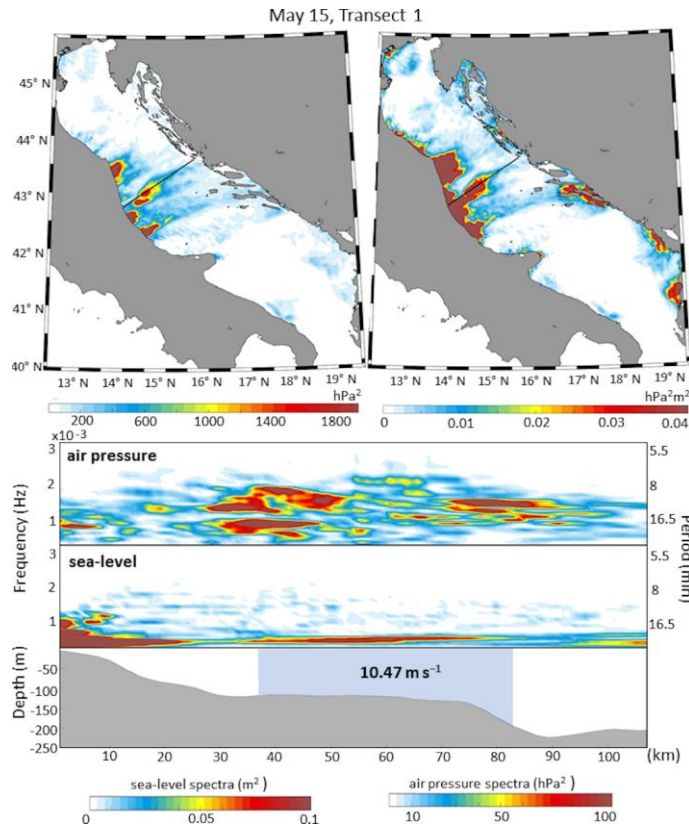 May 15, Transect 1
45° N
44° N
43° N
42° N
41° N
40° N
13° N 14° N 15° N 16° N 17° N 18° N 19° N
13° N 14° N 15° N 16° N 17° N 18° N 19° N
hPa²
200 600 1000 1400 1800
hPa²m²
0 0.01 0.02 0.03 0.04
x10⁻³
3
2
1
air pressure
5.5
8
16.5
Frequency (Hz)
Period (min)
sea-level
3
2
1
5.5
8
16.5
Depth (m)
-50
-100
-150
-200
-250
10.47 m s⁻¹
10 20 30 40 50 60 70 80 90 100 (km)
sea-level spectra (m²)
0 0.05 0.1
air pressure spectra (hPa²)
10 50 100